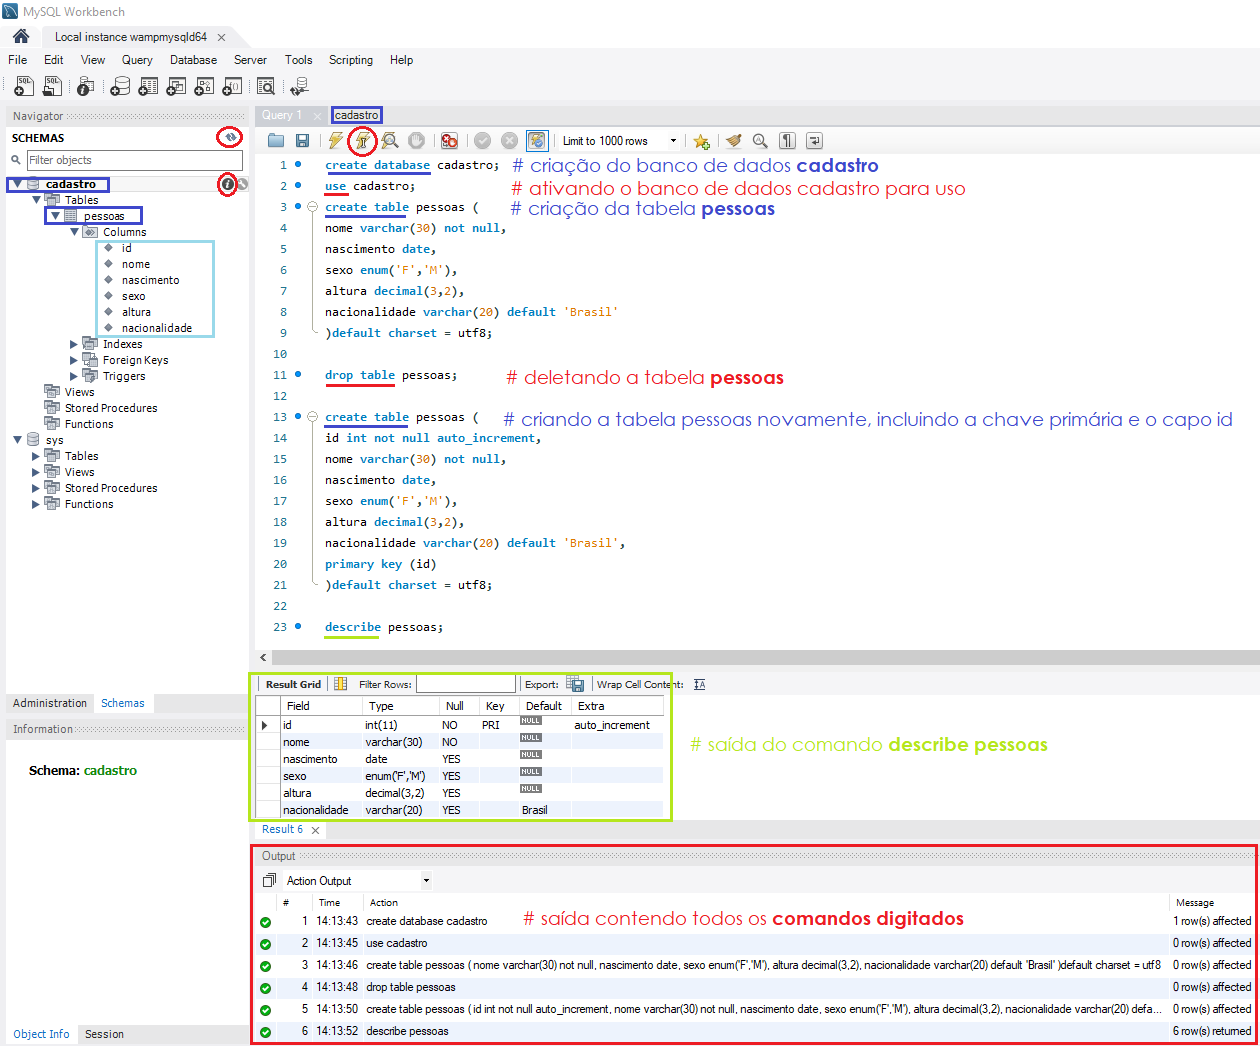 MySQL Workbench
Local instance wampmysqld64
File Edit View Query Database Server Tools Scripting Help
Navigator
SCHEMAS
Filter objects
cadastro
Tables
pessoas
Columns
id
nome
nascimento
sexo
altura
nacionalidade
Indexes
Foreign Keys
Triggers
Views
Stored Procedures
Functions
sys
Tables
Views
Stored Procedures
Functions
Administration Schemas
Information
Schema: cadastro
Object Info Session
Query 1 cadastro
Limit to 1000 rows
1 create database cadastro; # criação do banco de dados cadastro
2 use cadastro; # ativando o banco de dados cadastro para uso
3 create table pessoas ( # criação da tabela pessoas
4 nome varchar(30) not null,
5 nascimento date,
6 sexo enum('F','M'),
7 altura decimal(3,2),
8 nacionalidade varchar(20) default 'Brasil'
9 )default charset = utf8;
10
11 drop table pessoas; # deletando a tabela pessoas
12
13 create table pessoas ( # criando a tabela pessoas novamente, incluindo a chave primária e o capo id
14 id int not null auto_increment,
15 nome varchar(30) not null,
16 nascimento date,
17 sexo enum('F','M'),
18 altura decimal(3,2),
19 nacionalidade varchar(20) default 'Brasil',
20 primary key (id)
21 )default charset = utf8;
22
23 describe pessoas;
Result Grid Filter Rows: Export: Wrap Cell Content:
Field Type Null Key Default Extra
id int(11) NO PRI NULL auto_increment
nome varchar(30) NO NULL
nascimento date YES NULL
sexo enum('F','M') YES NULL
altura decimal(3,2) YES NULL
nacionalidade varchar(20) YES Brasil
# saída do comando describe pessoas
Result 6
Output
Action Output
# Time Action Message
1 14:13:43 create database cadastro 1 row(s) affected
# saída contendo todos os comandos digitados
2 14:13:45 use cadastro 0 row(s) affected
3 14:13:46 create table pessoas ( nome varchar(30) not null, nascimento date, sexo enum('F','M'), altura decimal(3,2), nacionalidade varchar(20) default 'Brasil' )default charset = utf8 0 row(s) affected
4 14:13:48 drop table pessoas 0 row(s) affected
5 14:13:50 create table pessoas ( id int not null auto_increment, nome varchar(30) not null, nascimento date, sexo enum('F','M'), altura decimal(3,2), nacionalidade varchar(20) defa... 0 row(s) affected
6 14:13:52 describe pessoas 6 row(s) returned